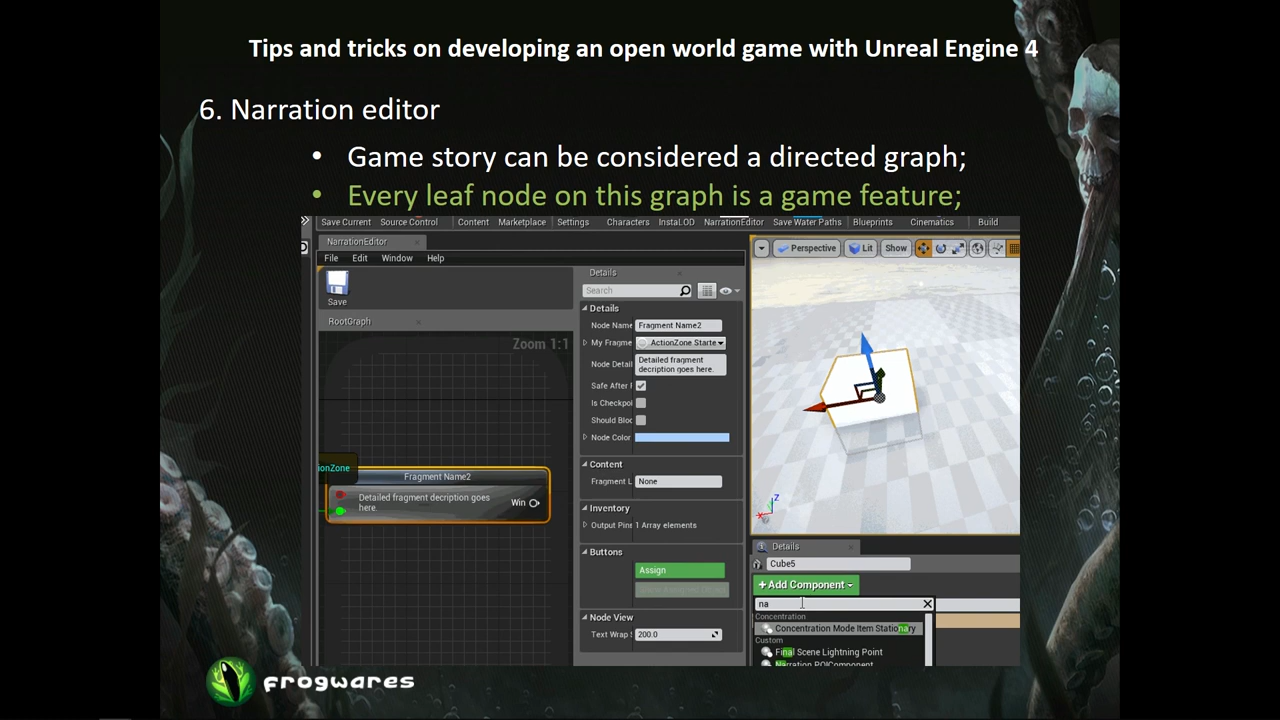 Tips and tricks on developing an open world game with Unreal Engine 4
6. Narration editor
• Game story can be considered a directed graph;
• Every leaf node on this graph is a game feature;
Save Current Source Control Content Marketplace Settings Characters InstaLOD NarrationEditor Save Water Paths Blueprints Cinematics Build
NarrationEditor
File Edit Window Help
Save
RootGraph
Zoom 1:1
ionZone
Fragment Name2
Detailed fragment decription goes
here.
Win
Details
Search
Details
Node Name Fragment Name2
My Fragme ActionZone Starte
Node Detail Detailed fragment
decription goes here.
Safe After
Is Checkpoi
Should Bloc
Node Color
Content
Fragment L None
Inventory
Output Pins 1 Array elements
Buttons
Assign
Node View
Text Wrap 200.0
Perspective Lit Show
Z
X
Details
Cube5
+Add Component
na
Concentration
Concentration Mode Item Stationary
Custom
Final Scene Lightning Point
Narration POIComponent
frogwares